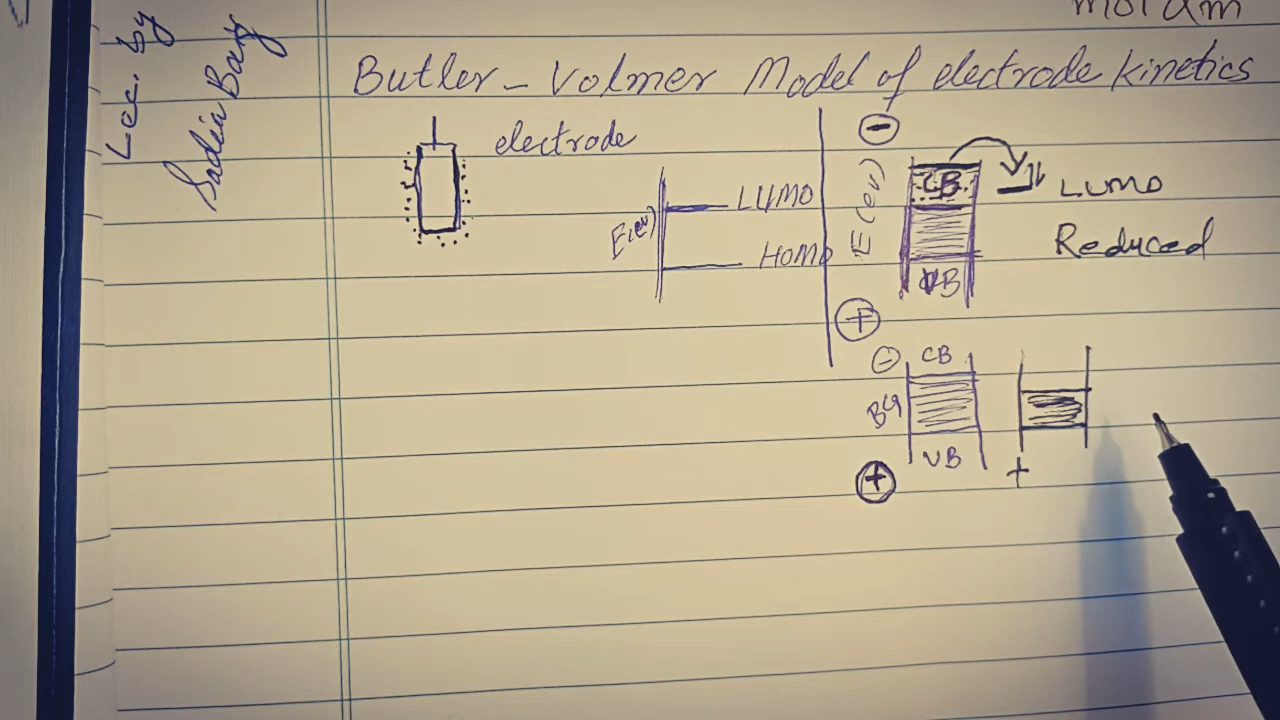 Lec. by
Sadia Bary
Butler - Volmer Model of electrode kinetics
electrode
E(ev)
LUMO
HOMO
-
E(ev)
CB
VB
+
LUMO
Reduced
-
CB
BG
VB
+
+